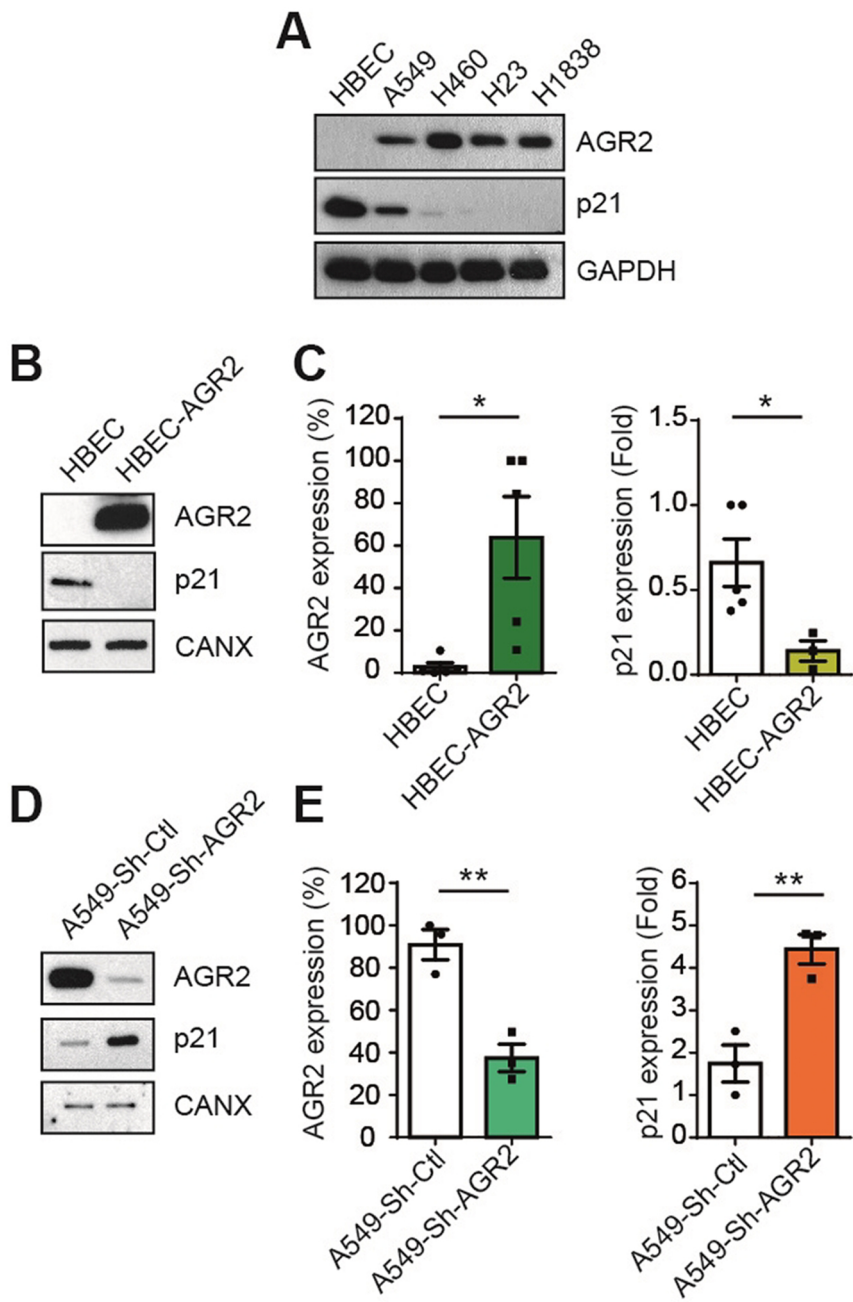 A
HBEC A549 H460 H23 H1838
AGR2
p21
GAPDH
B
HBEC HBEC-AGR2
AGR2
p21
CANX
C
AGR2 expression (%)
120
100
80
60
40
20
0
*
HBEC HBEC-AGR2
p21 expression (Fold)
1.5
1.0
0.5
0.0
*
HBEC HBEC-AGR2
D
A549-Sh-Ctl A549-Sh-AGR2
AGR2
p21
CANX
E
AGR2 expression (%)
120
100
80
60
40
20
0
**
A549-Sh-Ctl A549-Sh-AGR2
p21 expression (Fold)
6
5
4
3
2
1
0
**
A549-Sh-Ctl A549-Sh-AGR2